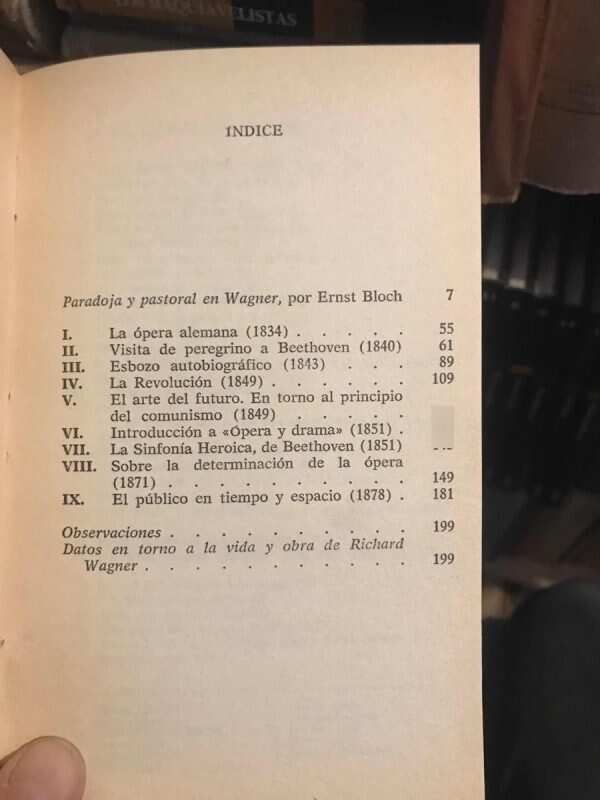 LOS MAQUIAVELISTAS
INDICE
Paradoja y pastoral en Wagner, por Ernst Bloch 7
I. La ópera alemana (1834) . . . . . 55
II. Visita de peregrino a Beethoven (1840) 61
III. Esbozo autobiográfico (1843) . . . 89
IV. La Revolución (1849) . . . . . . 109
V. El arte del futuro. En torno al principio
del comunismo (1849) . . . . .
VI. Introducción a «Opera y drama» (1851) .
VII. La Sinfonía Heroica, de Beethoven (1851)
VIII. Sobre la determinación de la ópera
(1871) . . . . . . . . . . 149
IX. El público en tiempo y espacio (1878) . 181
Observaciones . . . . . . . . . . 199
Datos en torno a la vida y obra de Richard
Wagner . . . . . . . . . . . 199